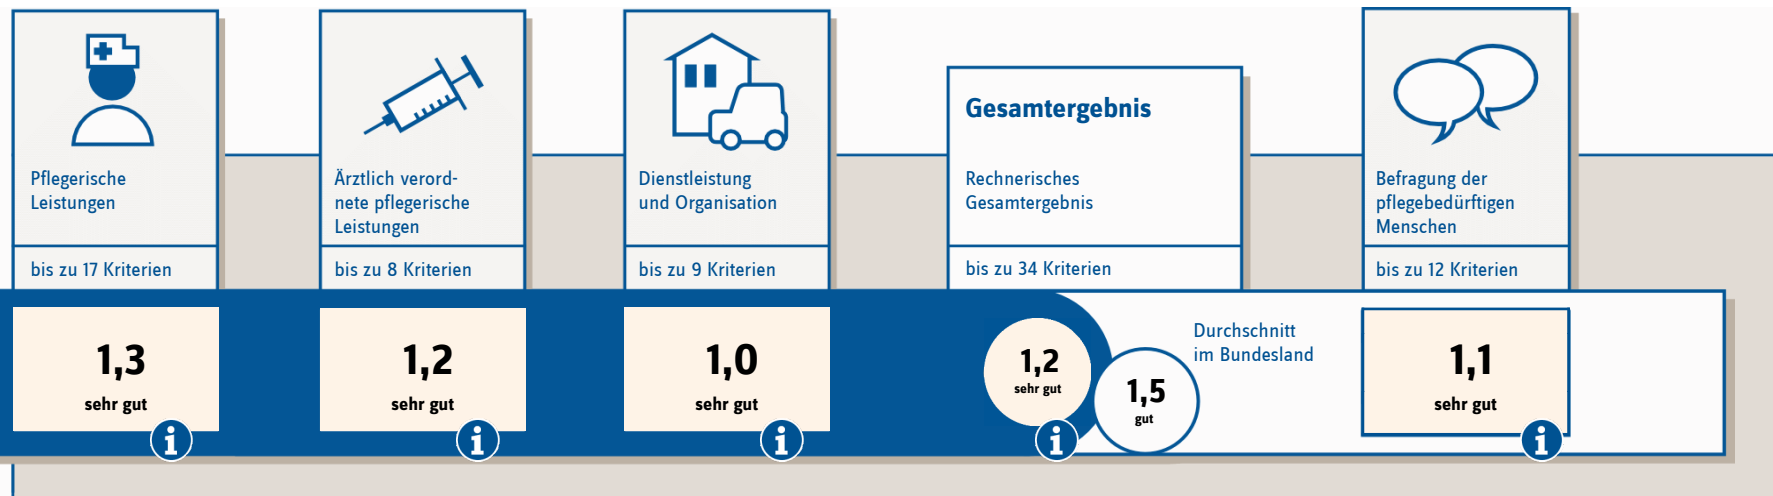 Pflegerische
Leistungen
bis zu 17 Kriterien
1,3
sehr gut
i
Ärztlich verord-
nete pflegerische
Leistungen
bis zu 8 Kriterien
1,2
sehr gut
i
Dienstleistung
und Organisation
bis zu 9 Kriterien
1,0
sehr gut
i
Gesamtergebnis
Rechnerisches
Gesamtergebnis
bis zu 34 Kriterien
1,2
sehr gut
i
1,5
gut
Durchschnitt
im Bundesland
Befragung der
pflegebedürftigen
Menschen
bis zu 12 Kriterien
1,1
sehr gut
i